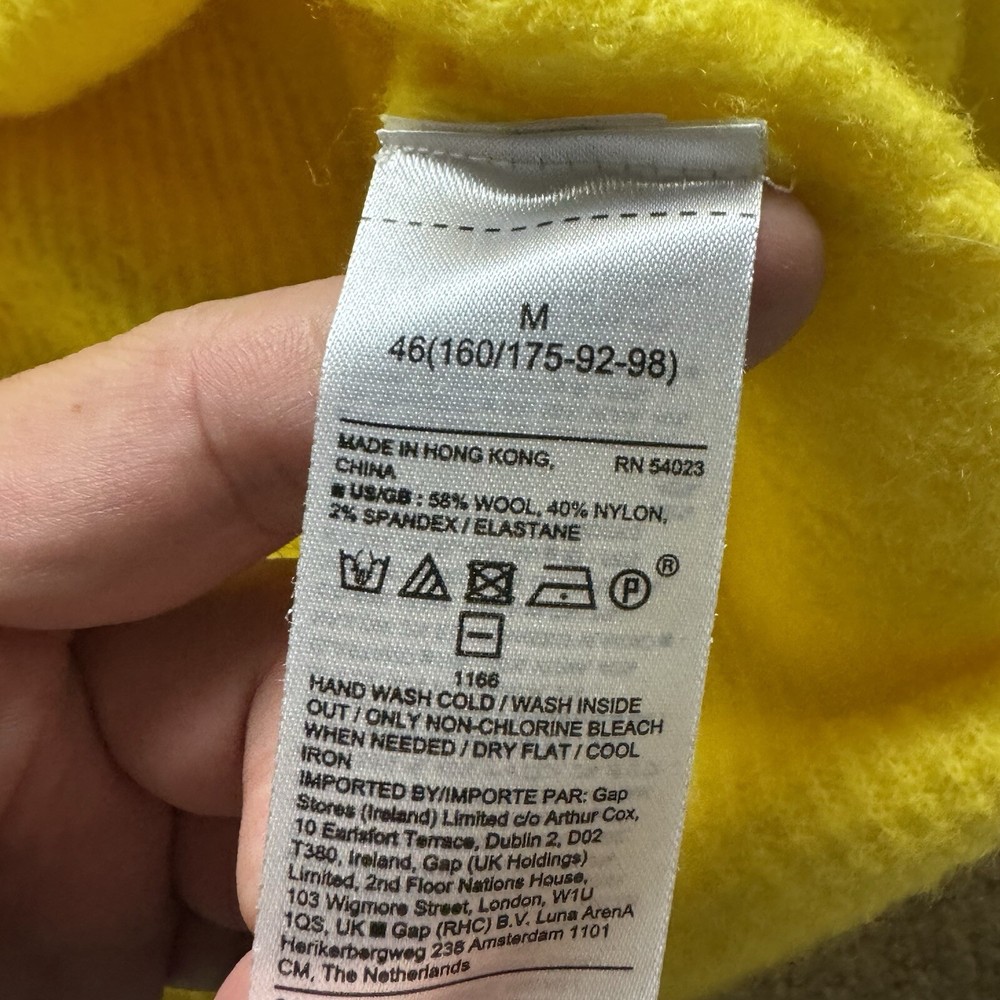 M
46(160/175-92-98)
MADE IN HONG KONG, RN 54023
CHINA
■ US/GB : 58% WOOL, 40% NYLON,
2% SPANDEX / ELASTANE
P ®
1166
HAND WASH COLD / WASH INSIDE
OUT / ONLY NON-CHLORINE BLEACH
WHEN NEEDED / DRY FLAT / COOL
IRON
IMPORTED BY/IMPORTE PAR: Gap
Stores (Ireland) Limited c/o Arthur Cox,
10 Earlsfort Terrace, Dublin 2, D02
T380, Ireland, Gap (UK Holdings)
Limited, 2nd Floor Nations House,
103 Wigmore Street, London, W1U
1QS, UK ■ Gap (RHC) B.V. Luna ArenA
Herikerbergweg 238 Amsterdam 1101
CM, The Netherlands